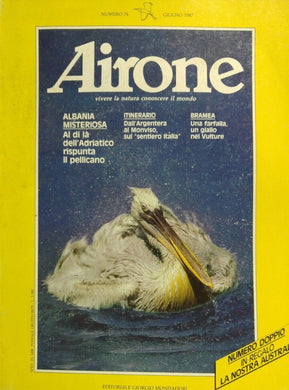 NUMERO 74
GIUGNO 1987
Airone
vivere la natura conoscere il mondo
ALBANIA
MISTERIOSA
Al di là
dell'Adriatico
rispunta
il pellicano
ITINERARIO
Dall'Argentera
al Monviso,
sul "sentiero Italia"
BRAMEA
Una farfalla,
un giallo
nel Vulture
NUMERO DOPPIO
IN REGALO
LA NOSTRA AUSTRAL
EDITORIALE GIORGIO MONDADORI